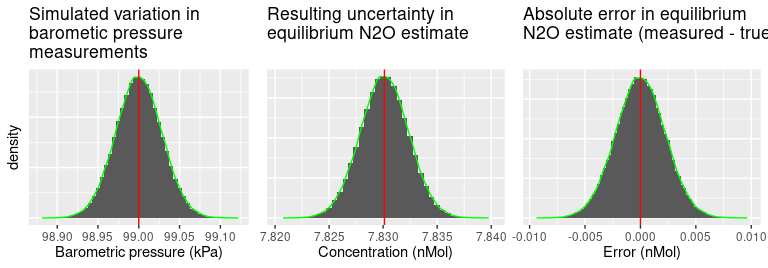 Simulated variation in
barometic pressure
measurements
Resulting uncertainty in
equilibrium N2O estimate
Absolute error in equilibrium
N2O estimate (measured - true
density
98.90 98.95 99.00 99.05 99.10
Barometric pressure (kPa)
7.820 7.825 7.830 7.835 7.840
Concentration (nMol)
-0.010 -0.005 0.000 0.005 0.010
Error (nMol)